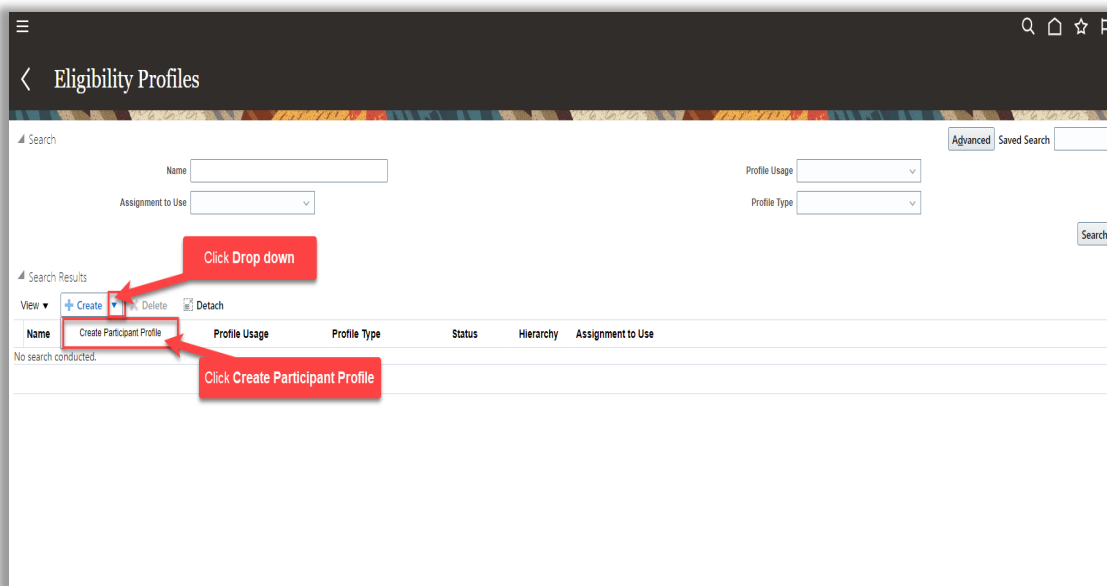 Eligibility Profiles
Search
Advanced Saved Search
Name
Profile Usage
Assignment to Use
Profile Type
Search
Click Drop down
Search Results
View Create Delete Detach
Name Create Participant Profile Profile Usage Profile Type Status Hierarchy Assignment to Use
No search conducted.
Click Create Participant Profile